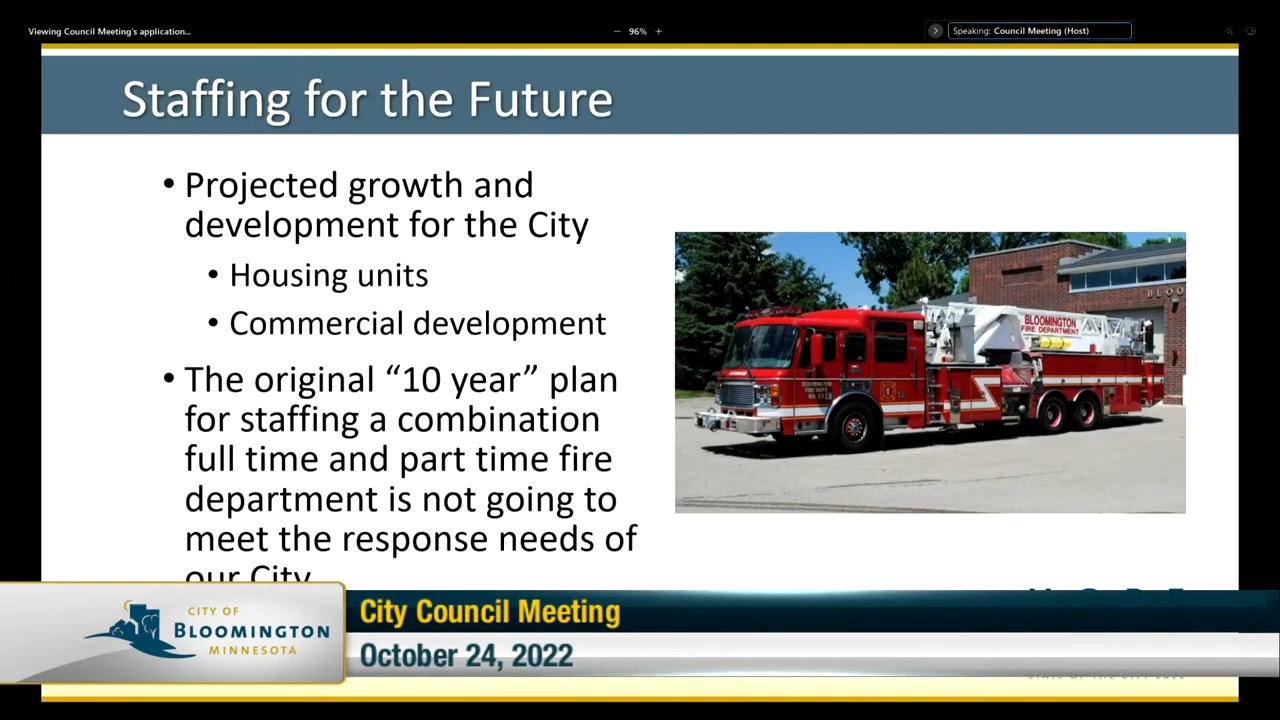 Viewing Council Meeting's application...
− 96% +
Speaking: Council Meeting (Host)
Staffing for the Future
• Projected growth and
development for the City
• Housing units
• Commercial development
• The original “10 year” plan
for staffing a combination
full time and part time fire
department is not going to
meet the response needs of
our City
BLOOMINGTON
FIRE DEPARTMENT
CITY OF
BLOOMINGTON
MINNESOTA
City Council Meeting
October 24, 2022